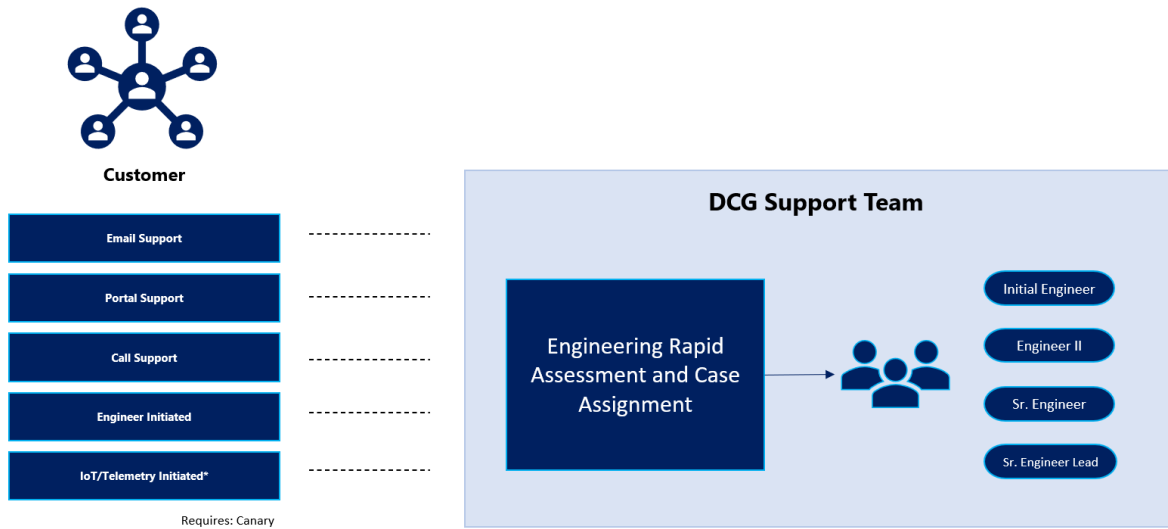 Customer
Email Support
Portal Support
Call Support
Engineer Initiated
IoT/Telemetry Initiated*
Requires: Canary
DCG Support Team
Engineering Rapid
Assessment and Case
Assignment
Initial Engineer
Engineer II
Sr. Engineer
Sr. Engineer Lead